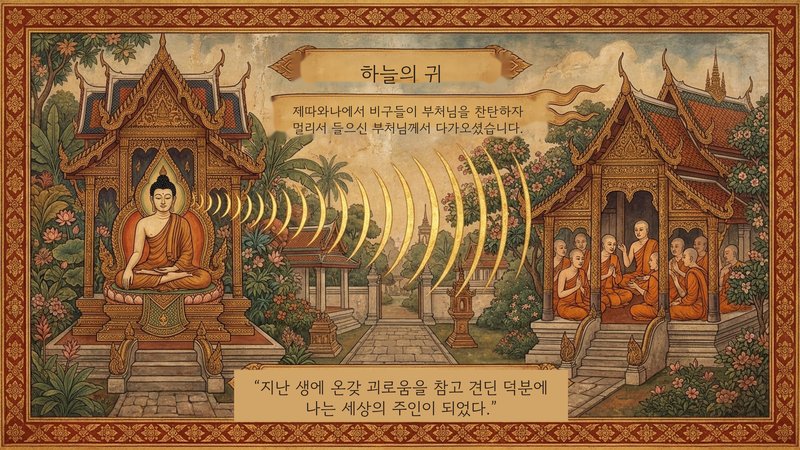 하늘의 귀
제따와나에서 비구들이 부처님을 찬탄하자
멀리서 들으신 부처님께서 다가오셨습니다.
“지난 생에 온갖 괴로움을 참고 견딘 덕분에
나는 세상의 주인이 되었다.”